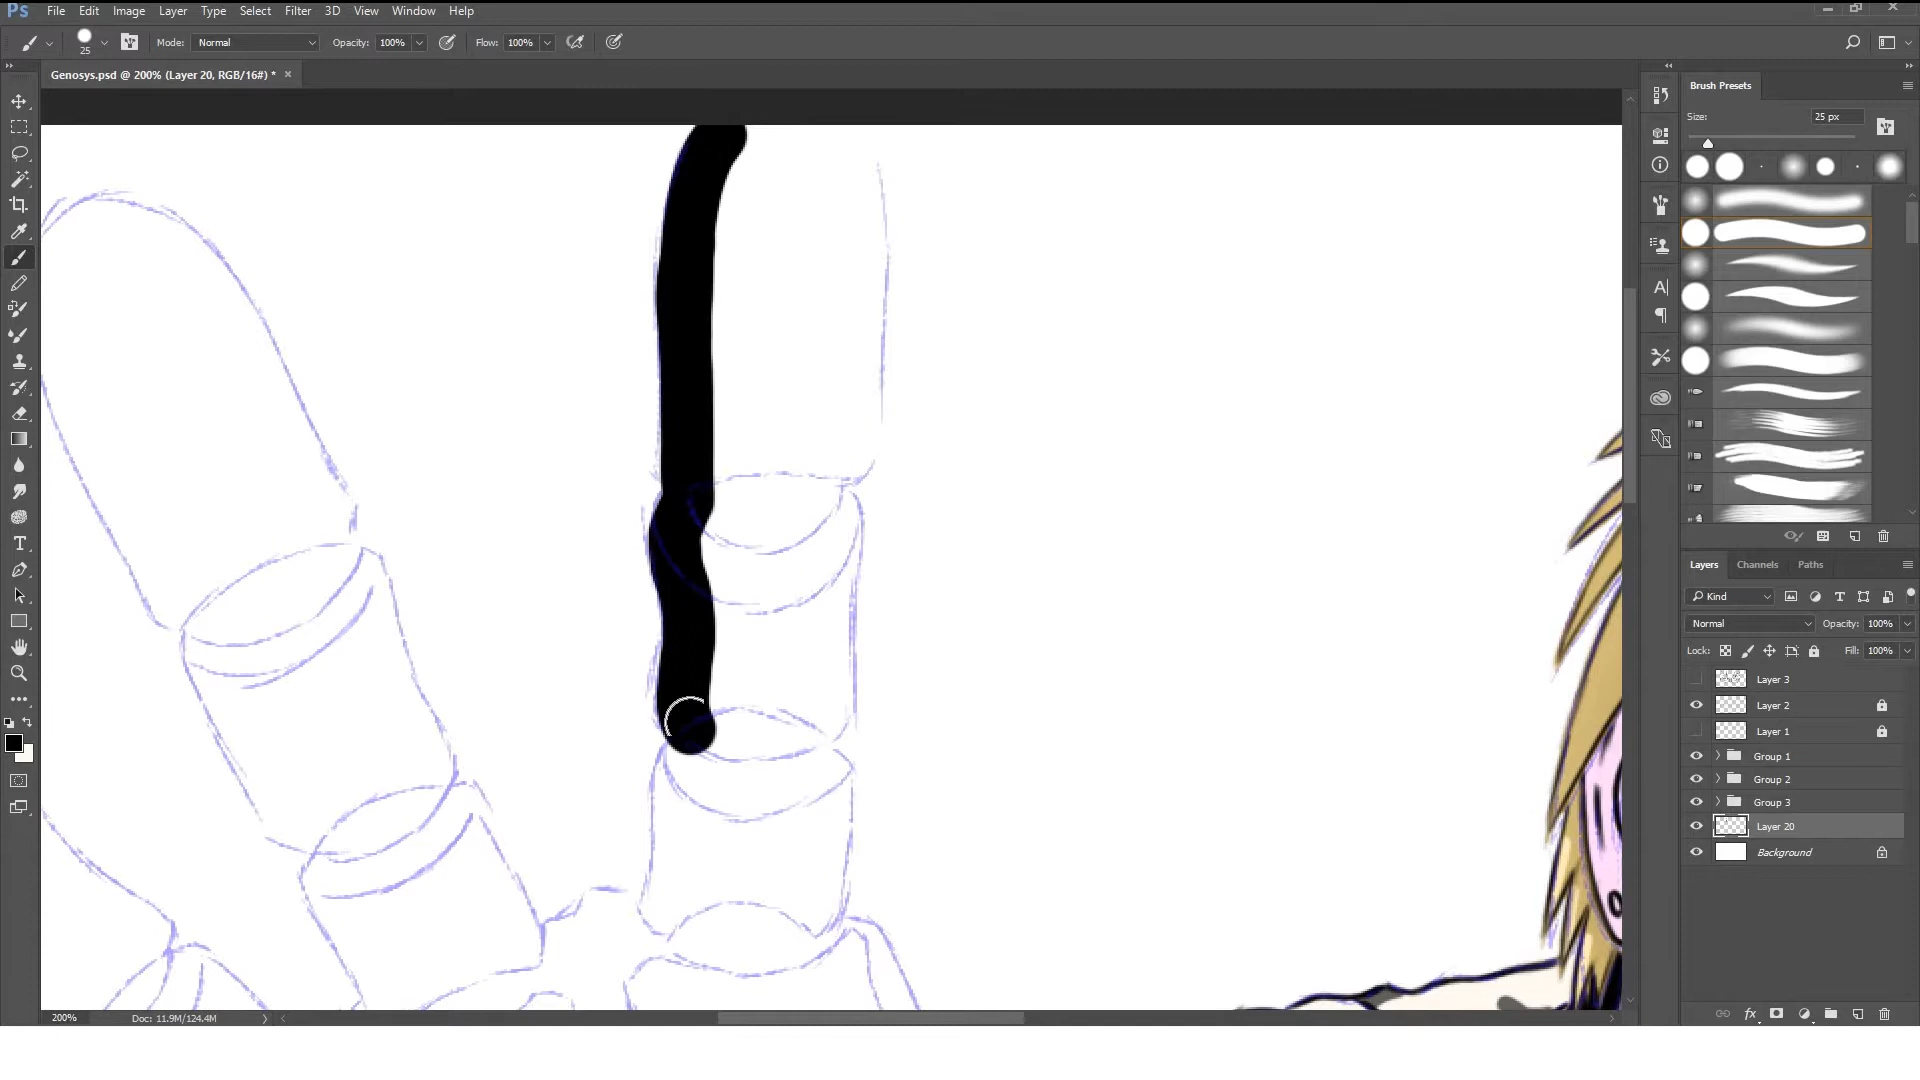 Ps File Edit Image Layer Type Select Filter 3D View Window Help
25 Mode: Normal Opacity: 100% Flow: 100%
Genosys.psd @ 200% (Layer 20, RGB/16#) * ×
Brush Presets
Size: 25 px
Layers Channels Paths
Kind
Normal Opacity: 100%
Lock: Fill: 100%
Layer 3
Layer 2
Layer 1
Group 1
Group 2
Group 3
Layer 20
Background
200% Doc: 11.9M/124.4M